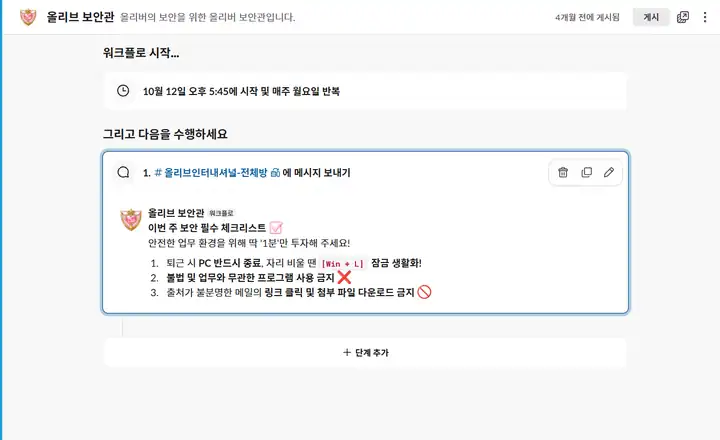 올리브 보안관 올리버의 보안을 위한 올리버 보안관입니다. 4개월 전에 게시됨 게시
워크플로 시작...
10월 12일 오후 5:45에 시작 및 매주 월요일 반복
그리고 다음을 수행하세요
1. # 올리브인터내셔널-전체방 에 메시지 보내기
올리브 보안관 워크플로
이번 주 보안 필수 체크리스트
안전한 업무 환경을 위해 딱 '1분'만 투자해 주세요!
1. 퇴근 시 PC 반드시 종료, 자리 비울 땐 [Win + L] 잠금 생활화!
2. 불법 및 업무와 무관한 프로그램 사용 금지 ❌
3. 출처가 불분명한 메일의 링크 클릭 및 첨부 파일 다운로드 금지 🚫
+ 단계 추가